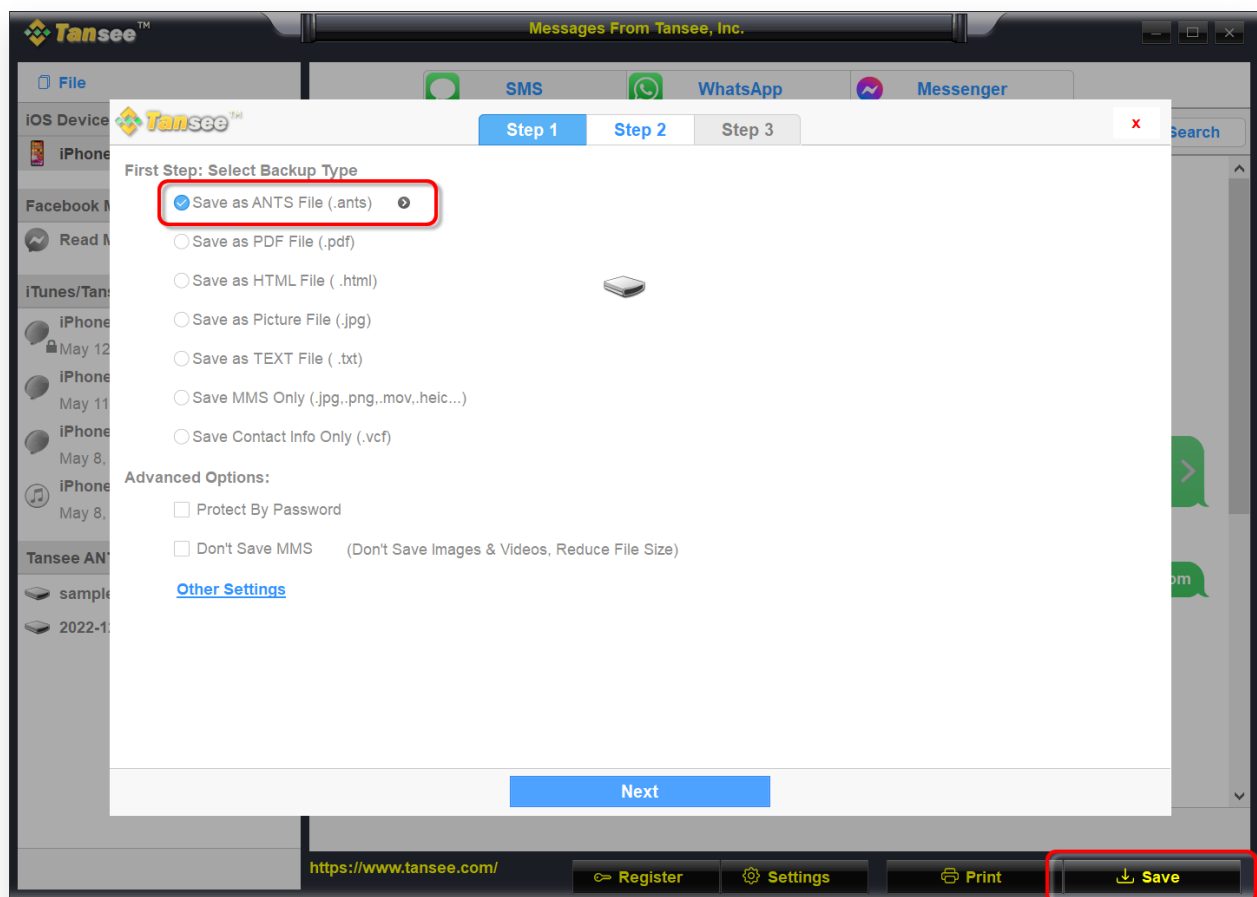 Tansee™
Messages From Tansee, Inc.
File
SMS
WhatsApp
Messenger
iOS Device
Tansee™
Step 1
Step 2
Step 3
x
Search
iPhone
First Step: Select Backup Type
Save as ANTS File (.ants)
Facebook
Save as PDF File (.pdf)
Read
Save as HTML File ( .html)
iTunes/Tans
iPhone
Save as Picture File (.jpg)
May 12
Save as TEXT File ( .txt)
iPhone
May 11
Save MMS Only (.jpg,.png,.mov,.heic...)
iPhone
Save Contact Info Only (.vcf)
May 8,
Advanced Options:
iPhone
May 8,
Protect By Password
Don't Save MMS (Don't Save Images & Videos, Reduce File Size)
Tansee AN
om
Other Settings
sample
2022-1
Next
https://www.tansee.com/
Register
Settings
Print
Save